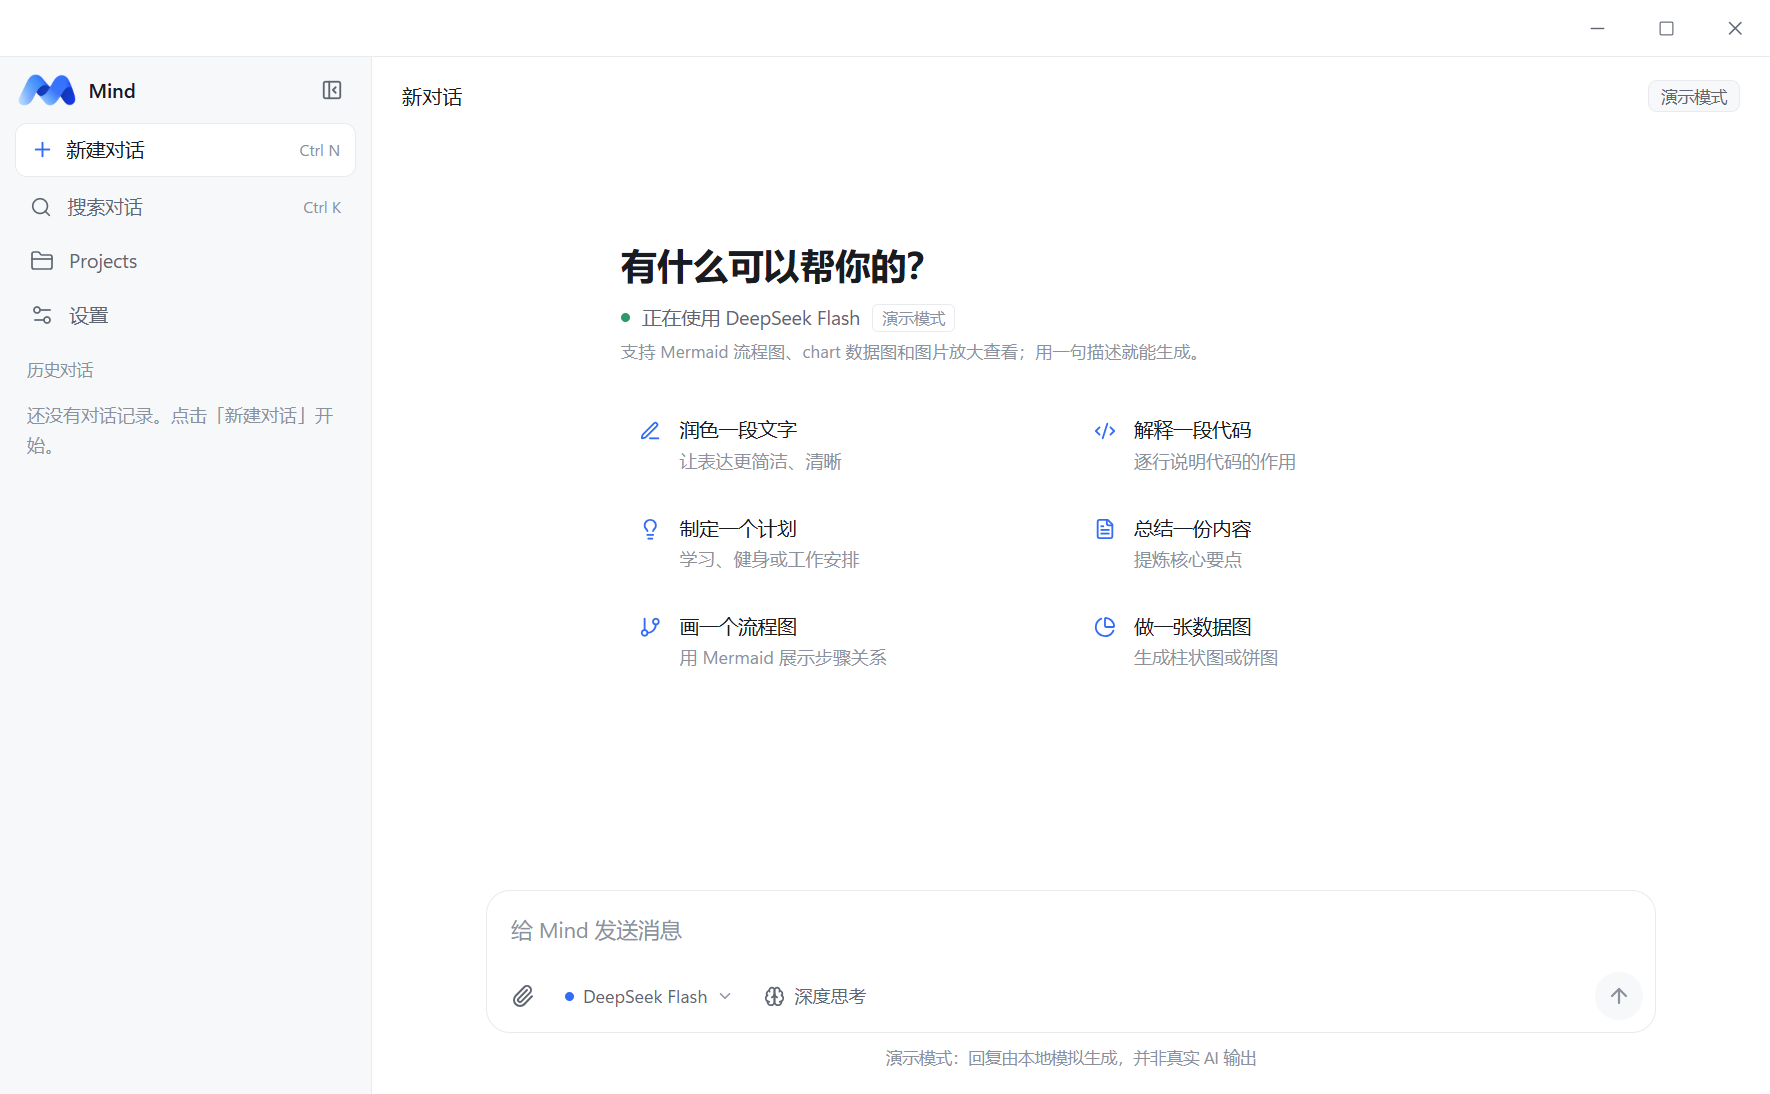 Mind
新建对话 Ctrl N
搜索对话 Ctrl K
Projects
设置
历史对话
还没有对话记录。点击「新建对话」开
始。
新对话
演示模式
有什么可以帮你的？
正在使用 DeepSeek Flash 演示模式
支持 Mermaid 流程图、chart 数据图和图片放大查看；用一句描述就能生成。
润色一段文字
让表达更简洁、清晰
解释一段代码
逐行说明代码的作用
制定一个计划
学习、健身或工作安排
总结一份内容
提炼核心要点
画一个流程图
用 Mermaid 展示步骤关系
做一张数据图
生成柱状图或饼图
给 Mind 发送消息
DeepSeek Flash 深度思考
演示模式：回复由本地模拟生成，并非真实 AI 输出